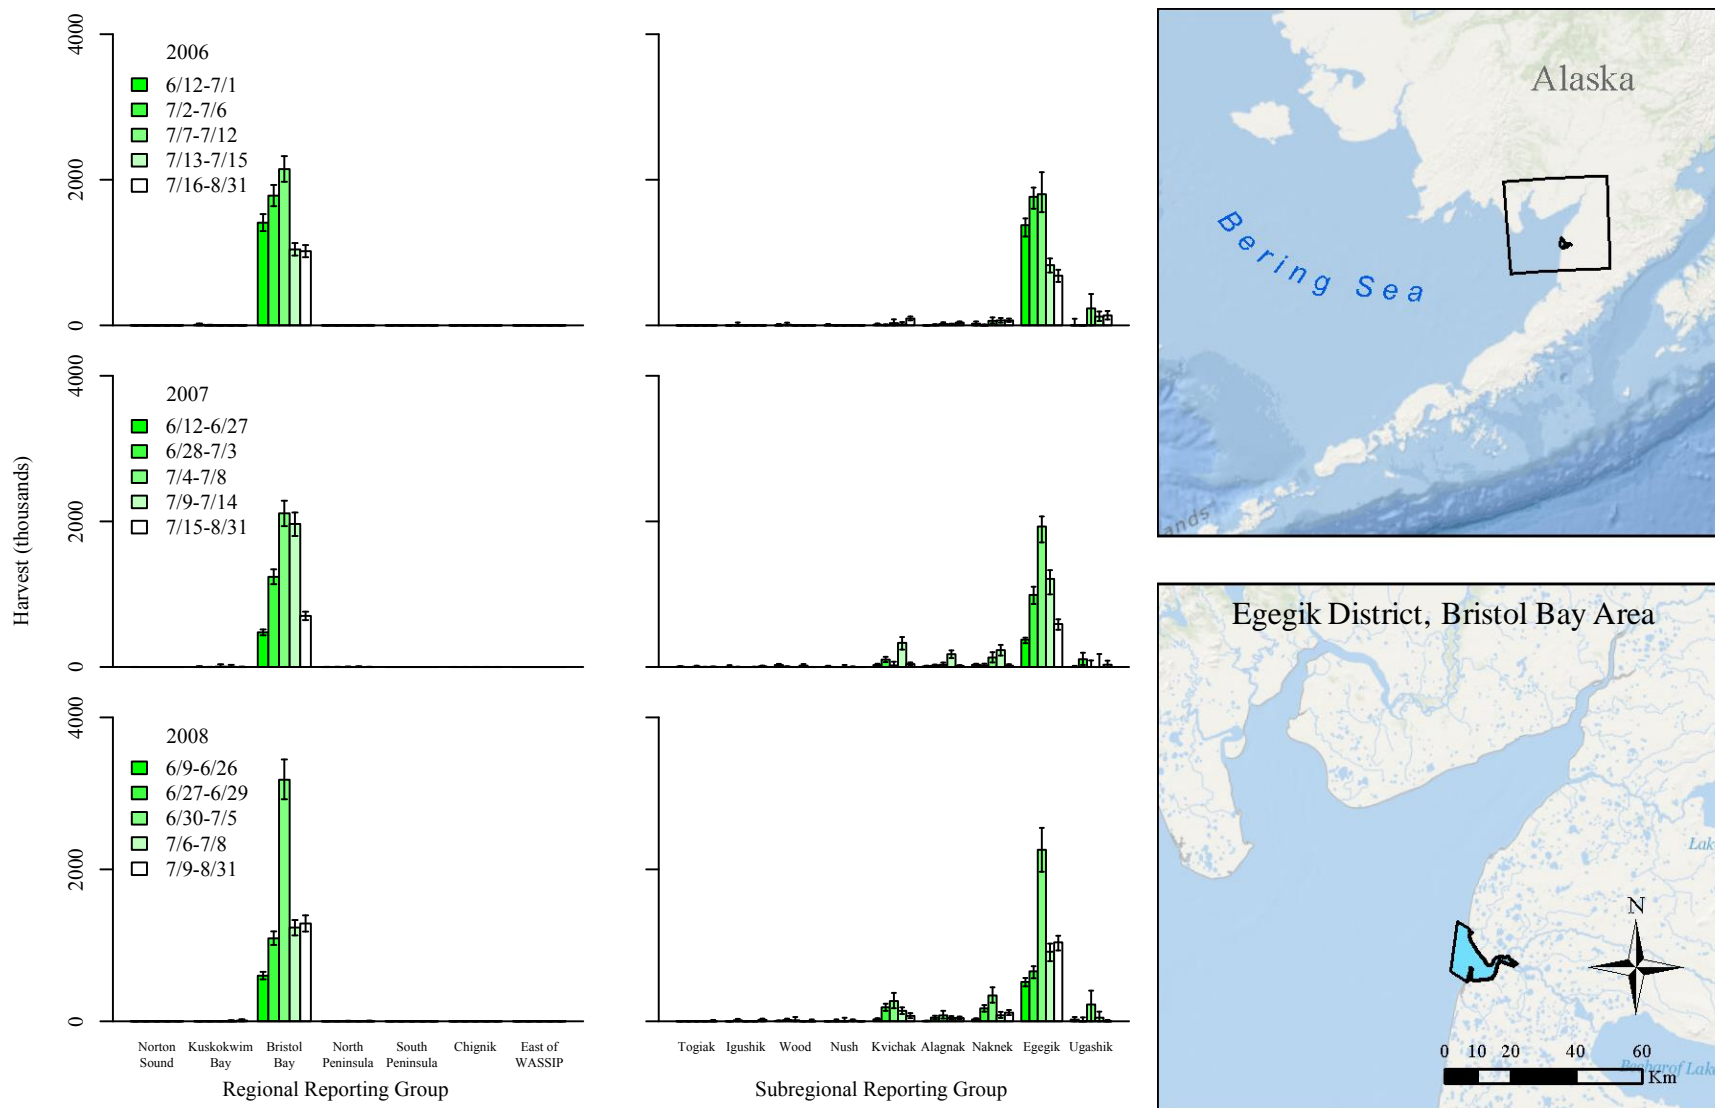 Harvest (thousands)
4000
2000
0
2006
6/12-7/1
7/2-7/6
7/7-7/12
7/13-7/15
7/16-8/31
4000
2000
0
2007
6/12-6/27
6/28-7/3
7/4-7/8
7/9-7/14
7/15-8/31
4000
2000
0
2008
6/9-6/26
6/27-6/29
6/30-7/5
7/6-7/8
7/9-8/31
Norton Sound
Kuskokwim Bay
Bristol Bay
North Peninsula
South Peninsula
Chignik
East of WASSIP
Regional Reporting Group
Togiak
Igushik
Wood
Nush
Kvichak
Alagnak
Naknek
Egegik
Ugashik
Subregional Reporting Group
Alaska
Bering Sea
ands
Egegik District, Bristol Bay Area
Lak
N
0 10 20 40 60
Km
Becharof Lak